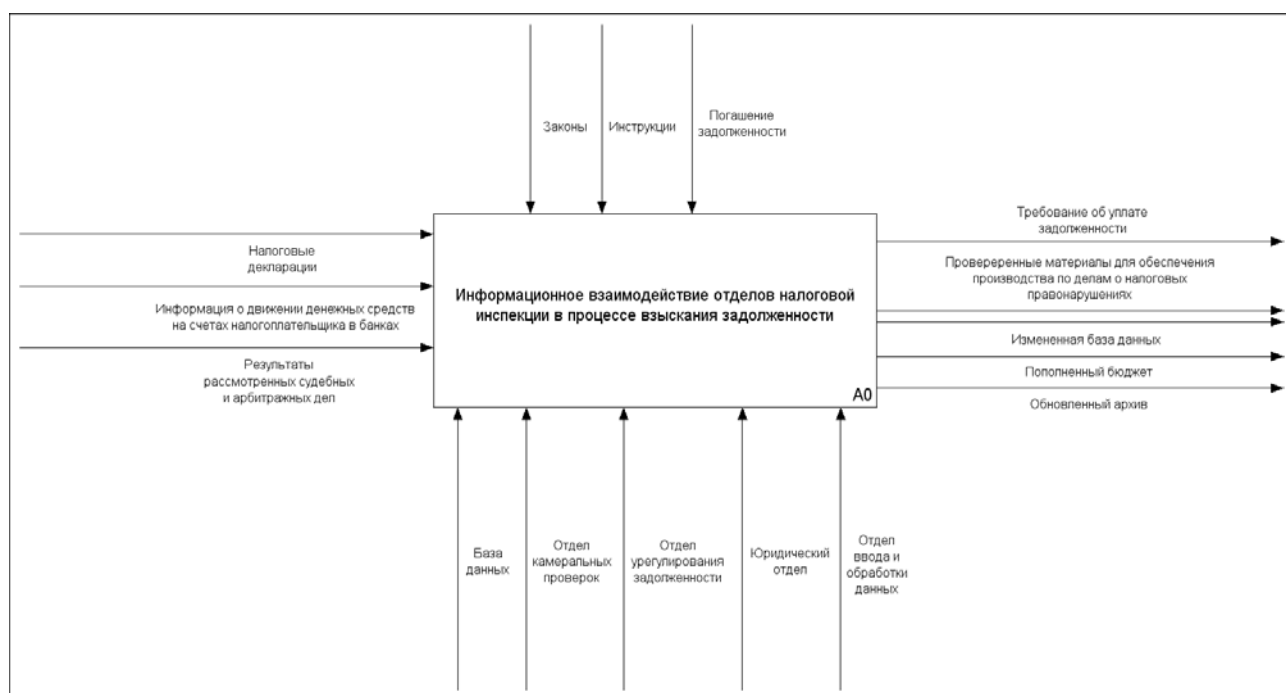 Законы
Инструкции
Погашение
задолженности
Налоговые
декларации
Информация о движении денежных средств
на счетах налогоплательщика в банках
Результаты
рассмотренных судебных
и арбитражных дел
Информационное взаимодействие отделов налоговой
инспекции в процессе взыскания задолженности
A0
Требование об уплате
задолженности
Провереренные материалы для обеспечения
производства по делам о налоговых
правонарушениях
Измененная база данных
Пополненный бюджет
Обновленный архив
База
данных
Отдел
камеральных
проверок
Отдел
урегулирования
задолженности
Юридический
отдел
Отдел
ввода и
обработки
данных